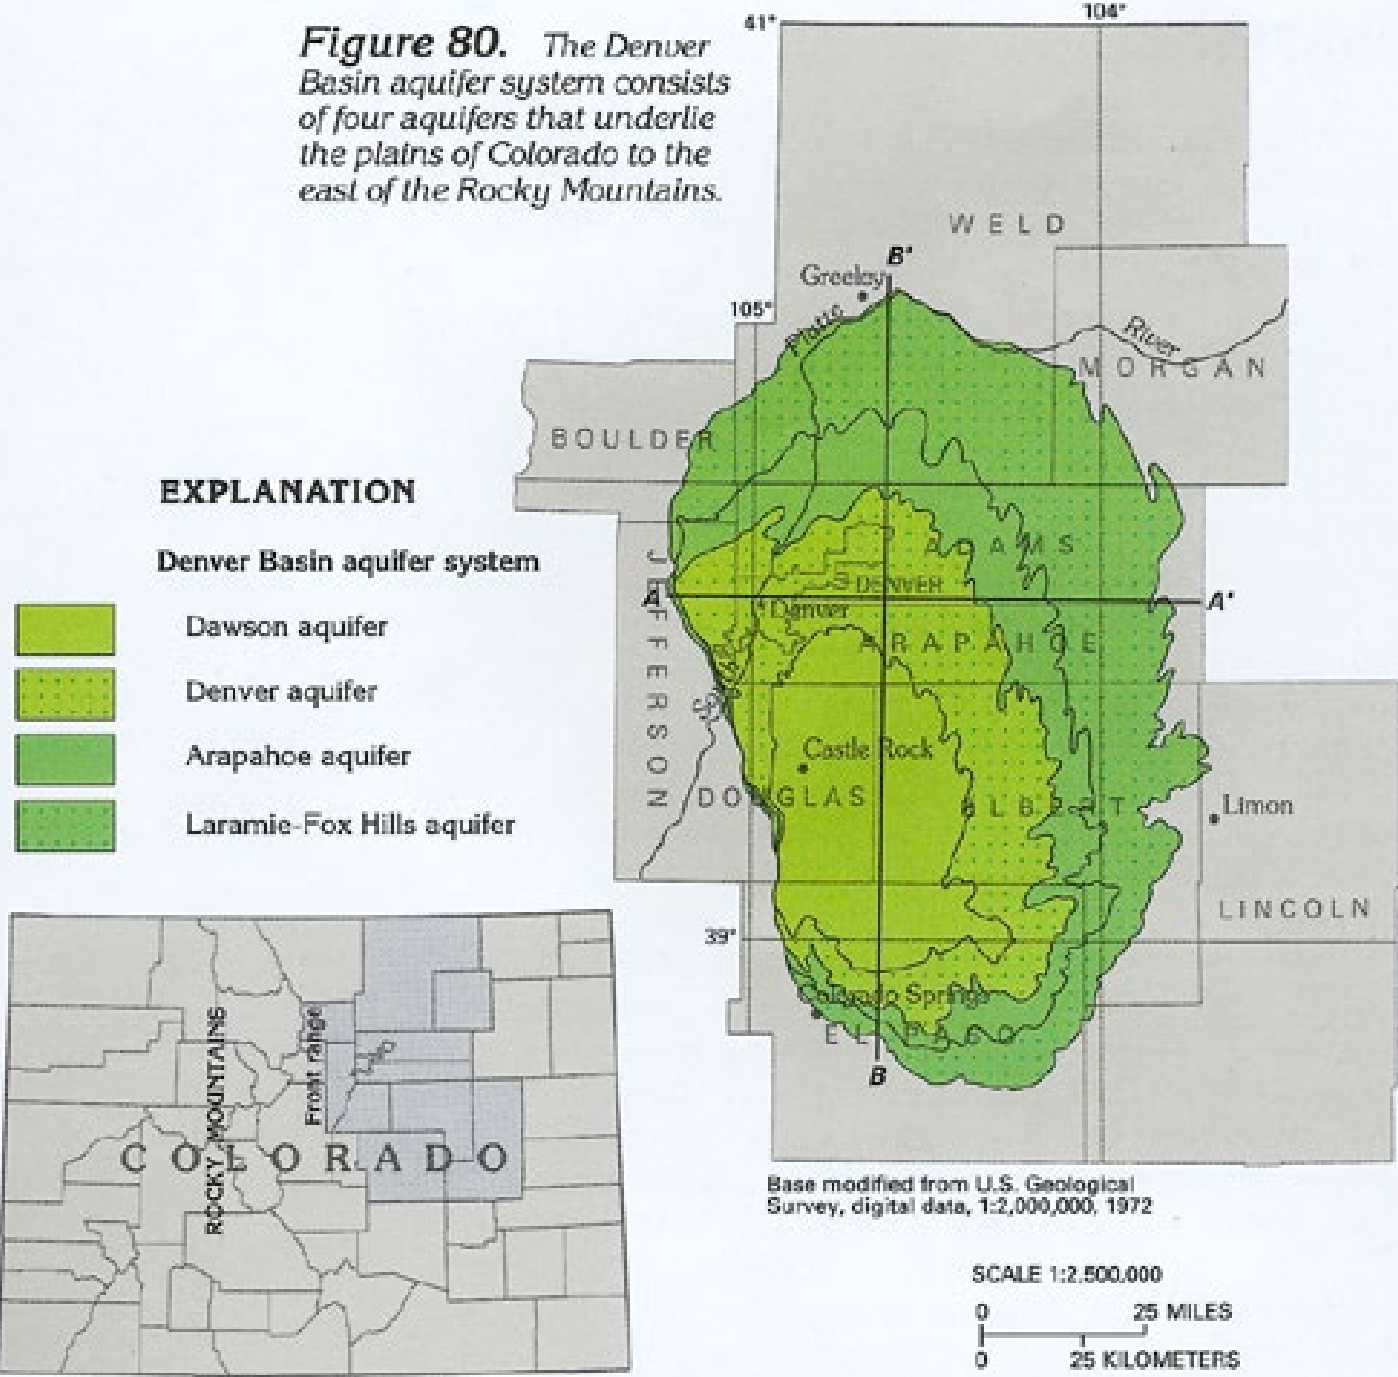 Figure 80. The Denver
Basin aquifer system consists
of four aquifers that underlie
the plains of Colorado to the
east of the Rocky Mountains.
41°
104°
WELD
B'
Greeley
105°
Platte
River
MORGAN
BOULDER
EXPLANATION
Denver Basin aquifer system
Dawson aquifer
Denver aquifer
Arapahoe aquifer
Laramie-Fox Hills aquifer
JEFFERSON
ADAMS
DENVER
A
A'
Denver
ARAPAHOE
Castle Rock
DOUGLAS
ELBERT
Limon
LINCOLN
39°
Colorado Springs
EL PASO
B
ROCKY MOUNTAINS
Front range
COLORADO
Base modified from U.S. Geological
Survey, digital data, 1:2,000,000, 1972
SCALE 1:2,500,000
0 25 MILES
0 25 KILOMETERS